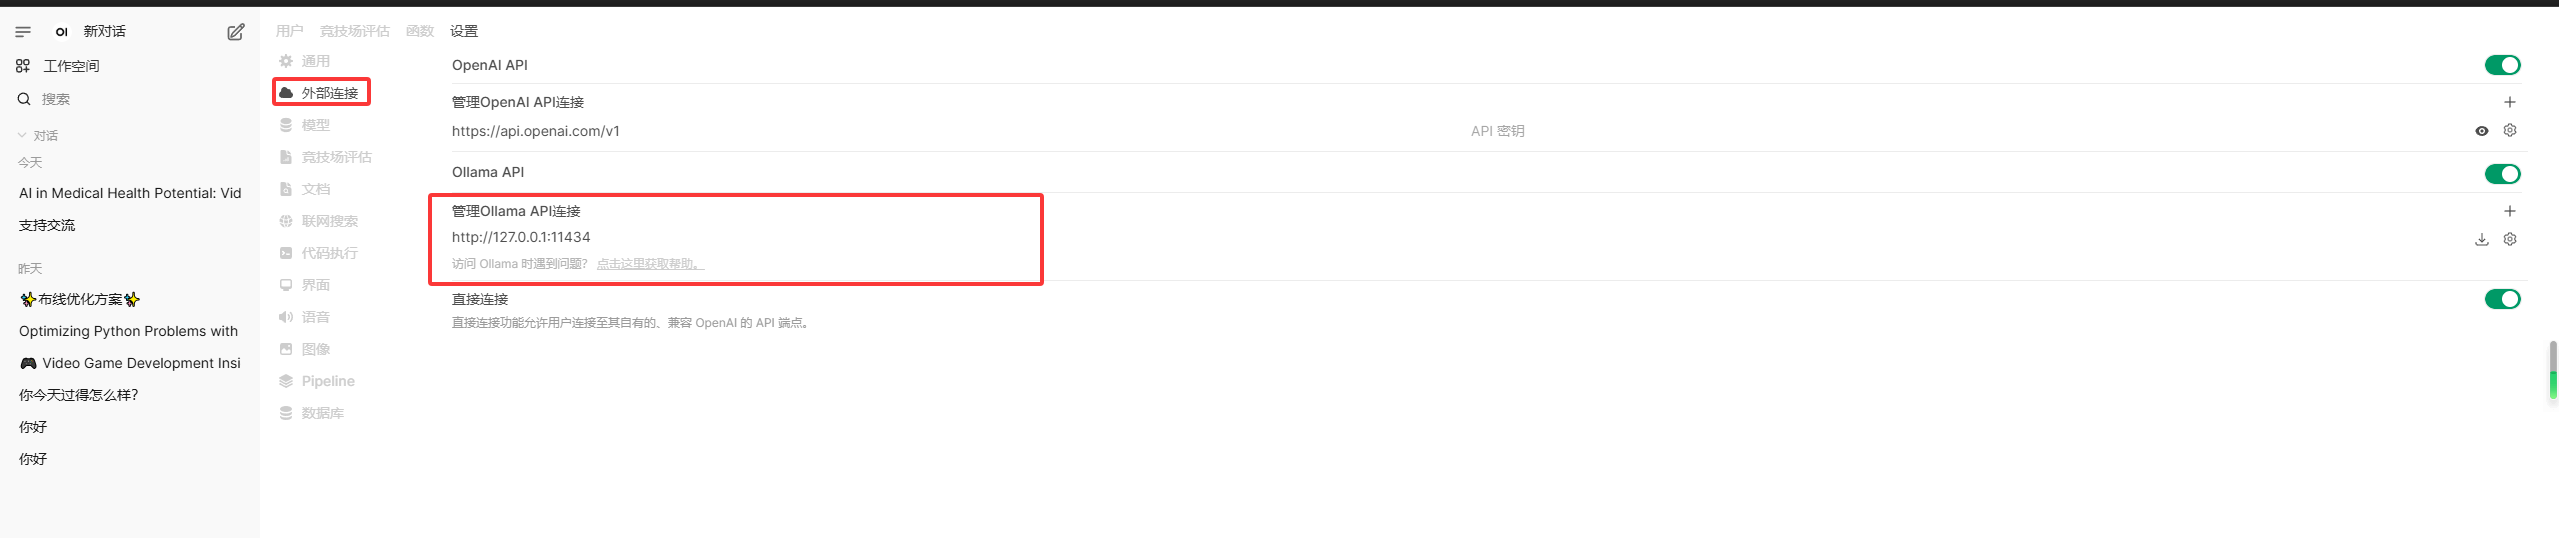 OI 新对话
工作空间
搜索
对话
今天
AI in Medical Health Potential: Vid
支持交流
昨天
✨布线优化方案✨
Optimizing Python Problems with
🎮 Video Game Development Insi
你今天过得怎么样?
你好
你好
用户 竞技场评估 函数 设置
通用
外部连接
模型
竞技场评估
文档
联网搜索
代码执行
界面
语音
图像
Pipeline
数据库
OpenAI API
管理OpenAI API连接
https://api.openai.com/v1 API 密钥
Ollama API
管理Ollama API连接
http://127.0.0.1:11434
访问 Ollama 时遇到问题? 点击这里获取帮助。
直接连接
直接连接功能允许用户连接至其自有的、兼容 OpenAI 的 API 端点。